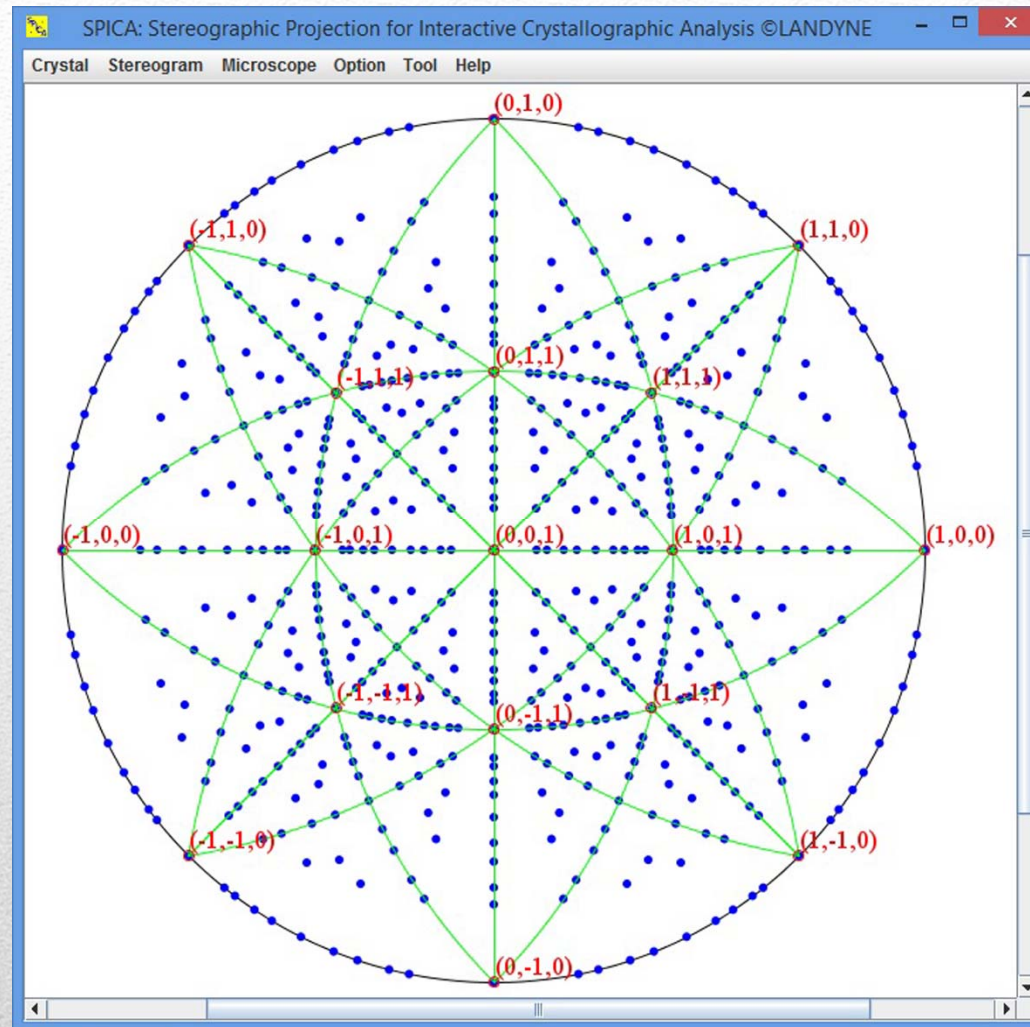 SPICA: Stereographic Projection for Interactive Crystallographic Analysis ©LANDYNE
Crystal Stereogram Microscope Option Tool Help
(0,1,0)
(-1,1,0) (1,1,0)
(0,1,1)
(-1,1,1) (1,1,1)
(-1,0,0) (-1,0,1) (0,0,1) (1,0,1) (1,0,0)
(-1,-1,1) (1,-1,1)
(0,-1,1)
(-1,-1,0) (1,-1,0)
(0,-1,0)